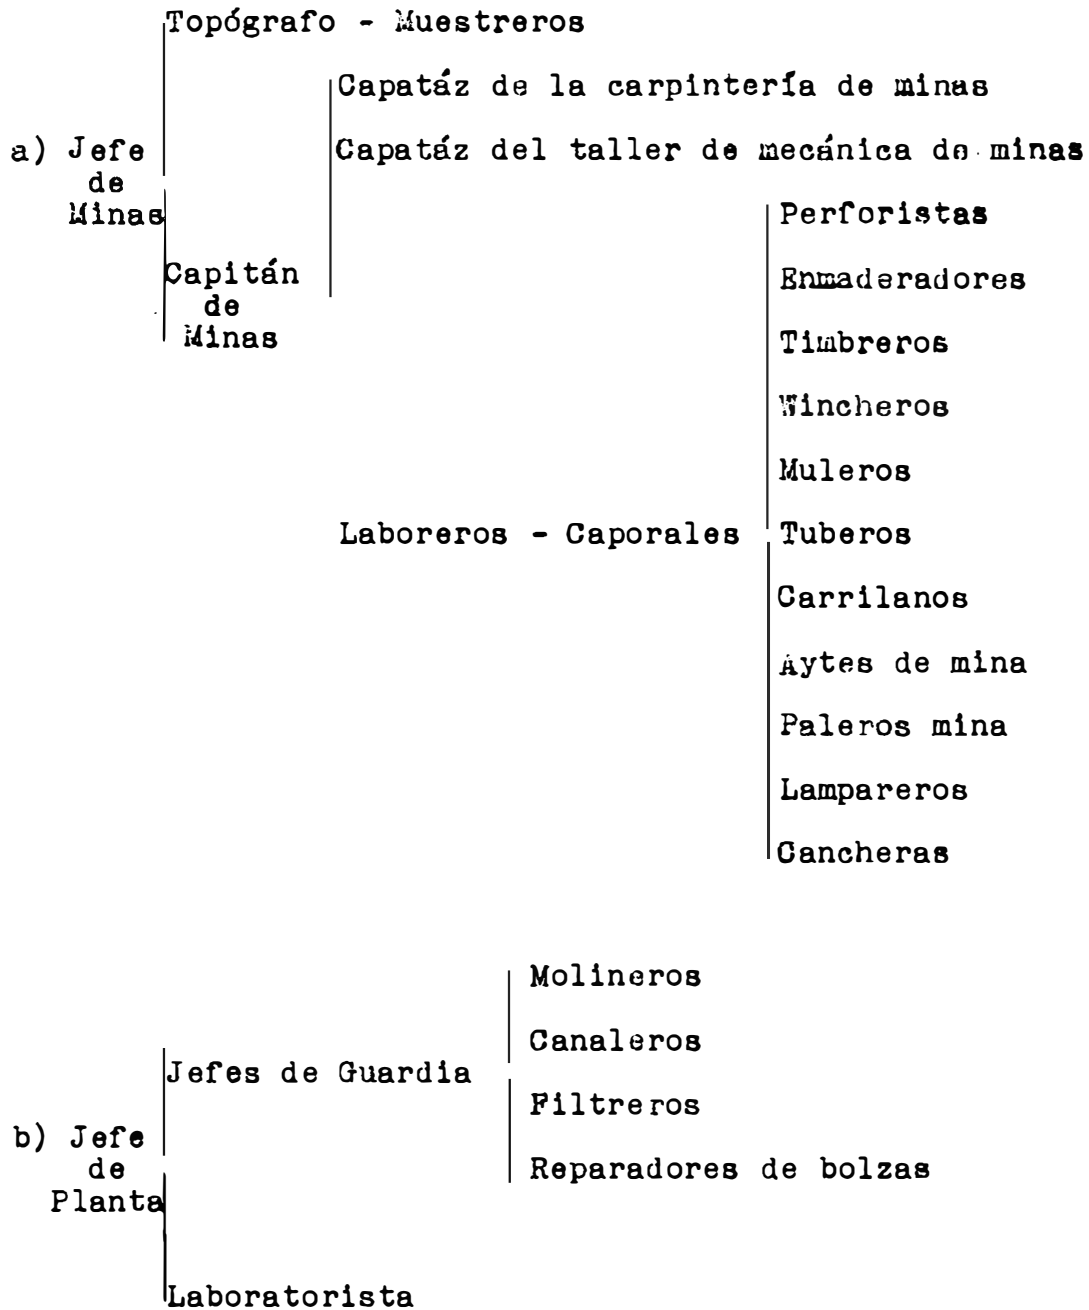 Topógrafo - Muestreros
Capatáz de la carpintería de minas
a) Jefe
de
Minas
Capatáz del taller de mecánica de minas
Perforistas
Capitán
de
Minas
Enmaderadores
Timbreros
Wincheros
Muleros
Laboreros - Caporales
Tuberos
Carrilanos
Aytes de mina
Paleros mina
Lampareros
Cancheras
Molineros
Canaleros
Jefes de Guardia
Filtreros
b) Jefe
de
Planta
Reparadores de bolzas
Laboratorista